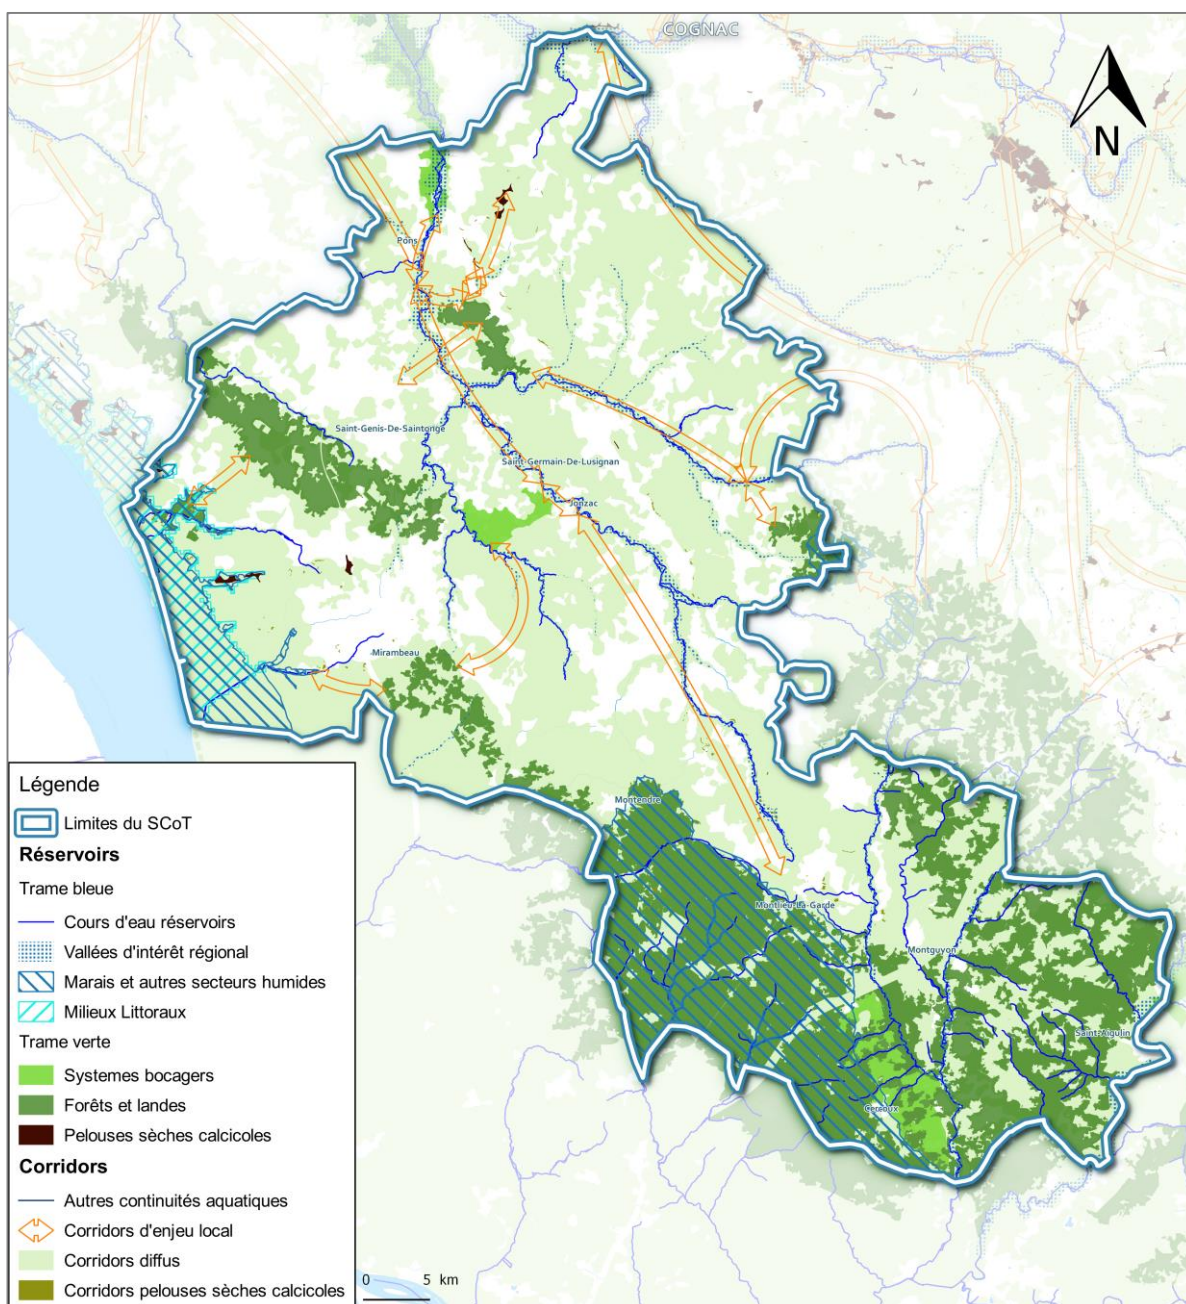 COGNAC
N
Pons
Saint-Genis-De-Saintonge
Saint-Germain-De-Lusignan
Jonzac
Mirambeau
Montendre
Montlieu-La-Garde
Montguyon
Saint-Aigulin
Cercoux
Légende
Limites du SCoT
Réservoirs
Trame bleue
Cours d'eau réservoirs
Vallées d'intérêt régional
Marais et autres secteurs humides
Milieux Littoraux
Trame verte
Systemes bocagers
Forêts et landes
Pelouses sèches calcicoles
Corridors
Autres continuités aquatiques
Corridors d'enjeu local
Corridors diffus
Corridors pelouses sèches calcicoles
0 5 km